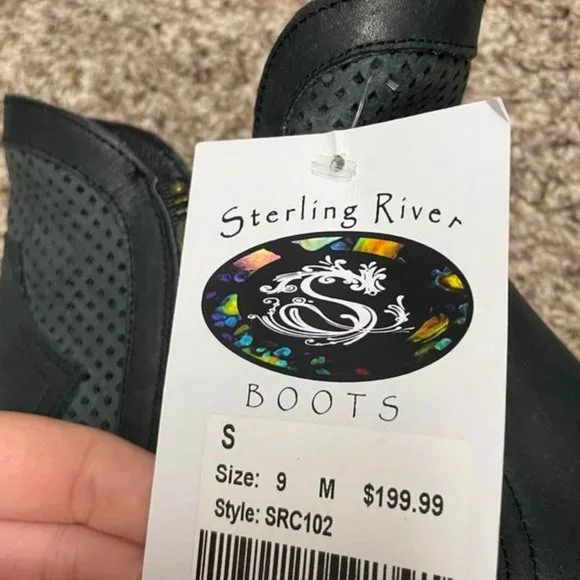 Sterling River
S
BOOTS
S
Size: 9 M $199.99
Style: SRC102